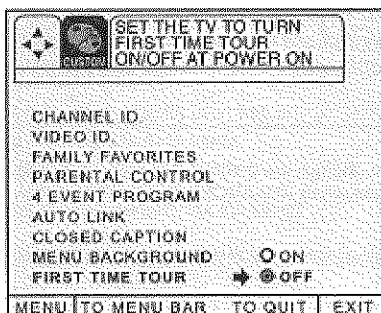 SET THE TV TO TURN
FIRST TIME TOUR
ON/OFF AT POWER ON
CUSTOM
CHANNEL ID
VIDEO ID
FAMILY FAVORITES
PARENTAL CONTROL
4 EVENT PROGRAM
AUTO LINK
CLOSED CAPTION
MENU BACKGROUND ON
FIRST TIME TOUR OFF
MENU TO MENU BAR TO QUIT EXIT